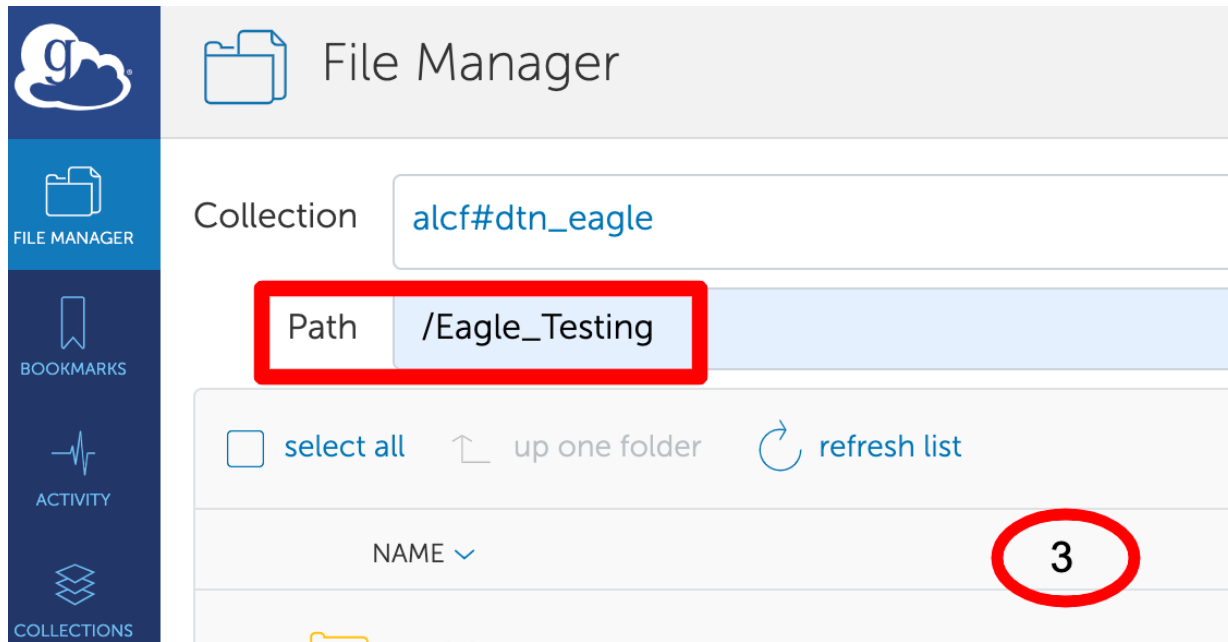 g
File Manager
FILE MANAGER
Collection alcf#dtn_eagle
Path /Eagle_Testing
BOOKMARKS
select all up one folder refresh list
ACTIVITY
NAME 3
COLLECTIONS